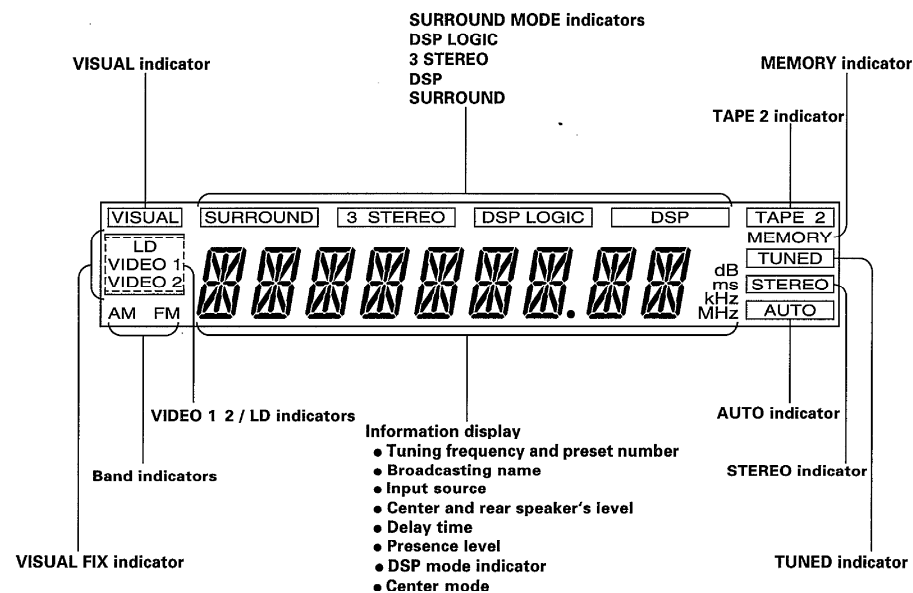 SURROUND MODE indicators
DSP LOGIC
3 STEREO
DSP
SURROUND
VISUAL indicator
MEMORY indicator
TAPE 2 indicator
VISUAL SURROUND 3 STEREO DSP LOGIC DSP TAPE 2
MEMORY
LD
VIDEO 1
VIDEO 2
TUNED
dB
ms
kHz
MHz
STEREO
AUTO
AM FM
VIDEO 1 2 / LD indicators
AUTO indicator
Information display
• Tuning frequency and preset number
• Broadcasting name
• Input source
• Center and rear speaker's level
• Delay time
• Presence level
• DSP mode indicator
• Center mode
Band indicators
STEREO indicator
VISUAL FIX indicator
TUNED indicator